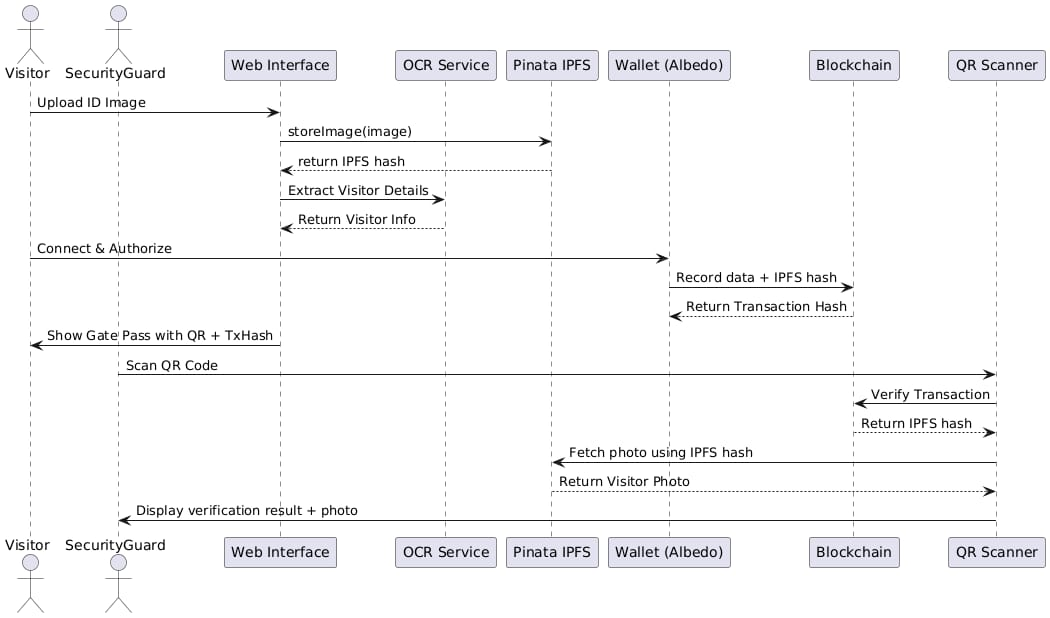 Visitor
SecurityGuard
Web Interface
OCR Service
Pinata IPFS
Wallet (Albedo)
Blockchain
QR Scanner
Upload ID Image
storeImage(image)
return IPFS hash
Extract Visitor Details
Return Visitor Info
Connect & Authorize
Record data + IPFS hash
Return Transaction Hash
Show Gate Pass with QR + TxHash
Scan QR Code
Verify Transaction
Return IPFS hash
Fetch photo using IPFS hash
Return Visitor Photo
Display verification result + photo
Visitor
SecurityGuard
Web Interface
OCR Service
Pinata IPFS
Wallet (Albedo)
Blockchain
QR Scanner